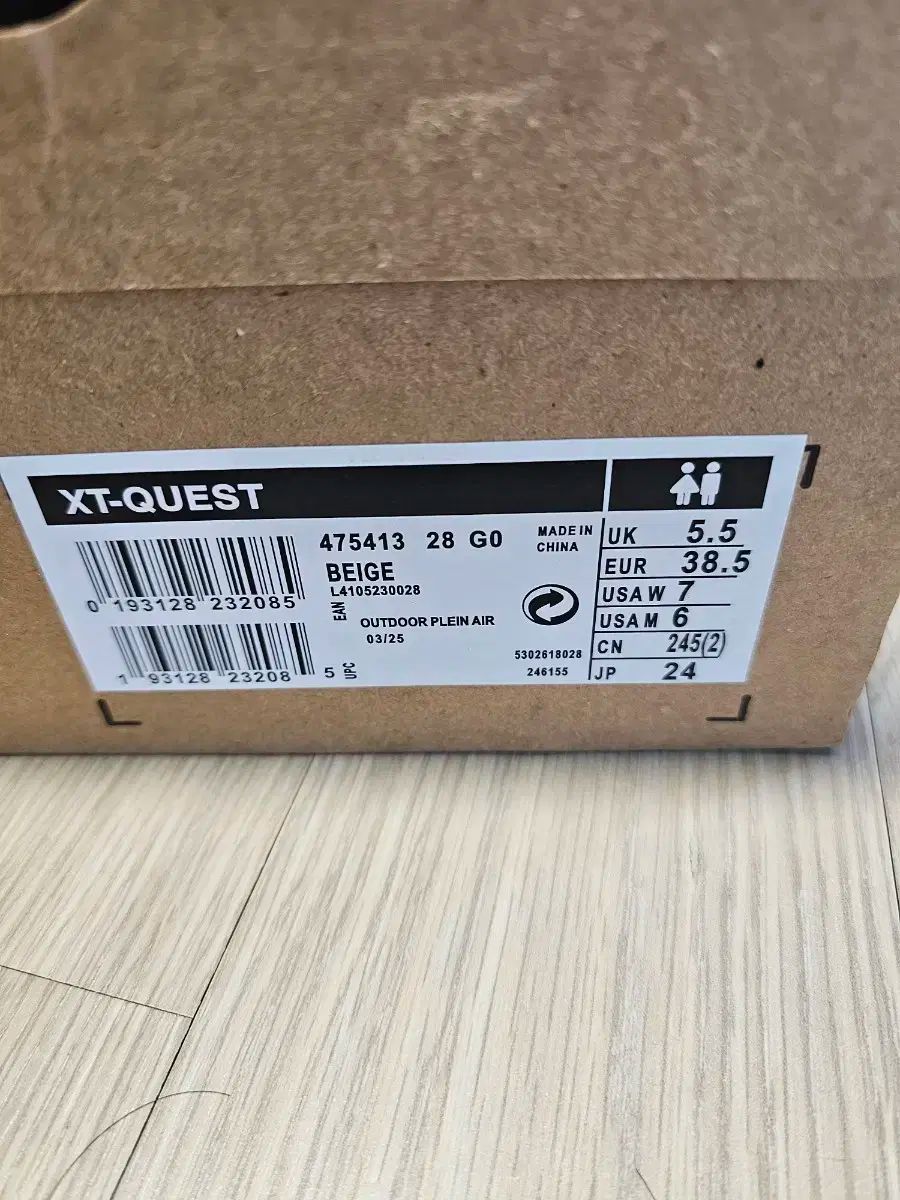 XT-QUEST
475413 28 G0
BEIGE
L4105230028
EAN
OUTDOOR PLEIN AIR
03/25
MADE IN
CHINA
5302618028
246155
0 193128 232085
1 93128 23208 5
UPC
UK 5.5
EUR 38.5
USA W 7
USA M 6
CN 245(2)
JP 24